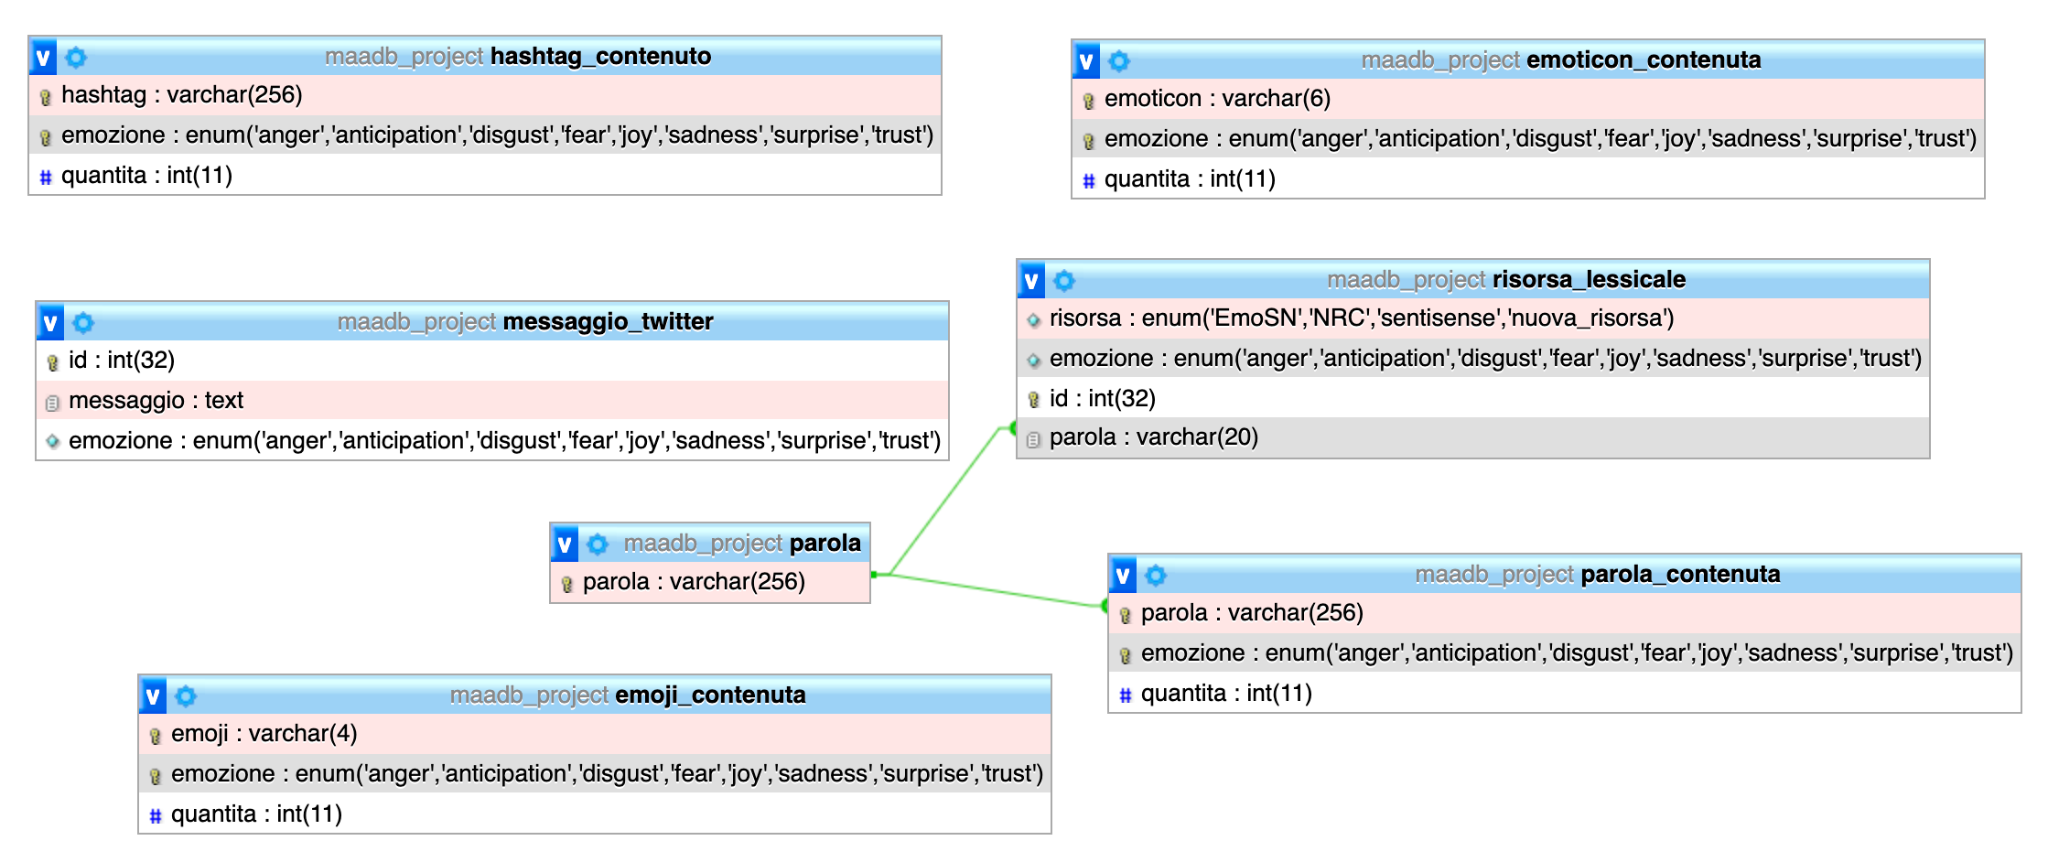 maadb_project hashtag_contenuto
hashtag : varchar(256)
emozione : enum('anger','anticipation','disgust','fear','joy','sadness','surprise','trust')
# quantita : int(11)
maadb_project emoticon_contenuta
emoticon : varchar(6)
emozione : enum('anger','anticipation','disgust','fear','joy','sadness','surprise','trust')
# quantita : int(11)
maadb_project messaggio_twitter
id : int(32)
messaggio : text
emozione : enum('anger','anticipation','disgust','fear','joy','sadness','surprise','trust')
maadb_project risorsa_lessicale
risorsa : enum('EmoSN','NRC','sentisense','nuova_risorsa')
emozione : enum('anger','anticipation','disgust','fear','joy','sadness','surprise','trust')
id : int(32)
parola : varchar(20)
maadb_project parola
parola : varchar(256)
maadb_project parola_contenuta
parola : varchar(256)
emozione : enum('anger','anticipation','disgust','fear','joy','sadness','surprise','trust')
# quantita : int(11)
maadb_project emoji_contenuta
emoji : varchar(4)
emozione : enum('anger','anticipation','disgust','fear','joy','sadness','surprise','trust')
# quantita : int(11)